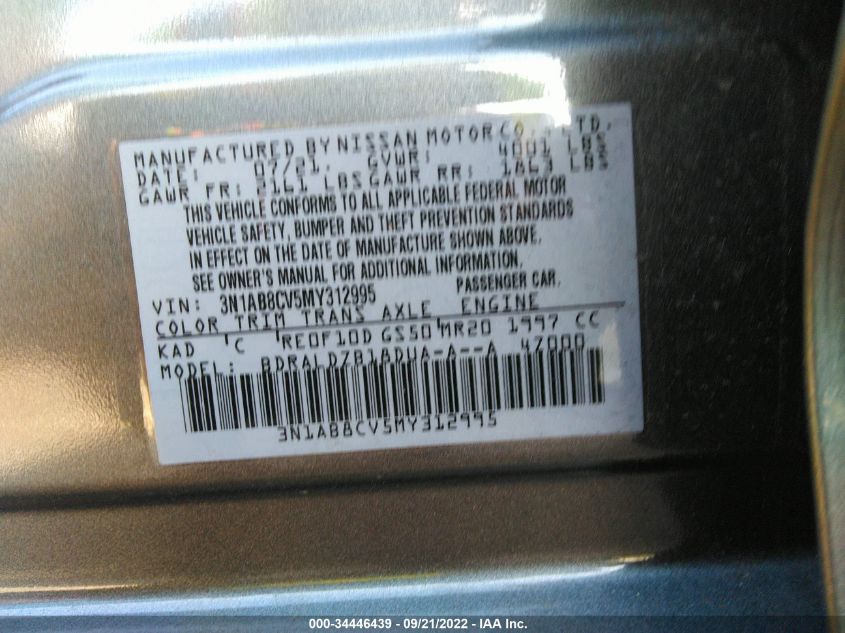 MANUFACTURED BY NISSAN MOTOR CO., LTD.
DATE: 07/21, GVWR: 4001 LBS
GAWR FR: 2161 LBS GAWR RR: LBS
THIS VEHICLE CONFORMS TO ALL APPLICABLE FEDERAL MOTOR
VEHICLE SAFETY, BUMPER AND THEFT PREVENTION STANDARDS
IN EFFECT ON THE DATE OF MANUFACTURE SHOWN ABOVE.
SEE OWNER'S MANUAL FOR ADDITIONAL INFORMATION.
VIN: 3N1AB8CV5MY312995 PASSENGER CAR.
COLOR TRIM TRANS AXLE ENGINE
KAD C RE0F10D GS50 MR20 1997 CC
MODEL: BDRALDZB18DUA-A--A 4Z000
3N1AB8CV5MY312995
000-34446439 - 09/21/2022 - IAA Inc.